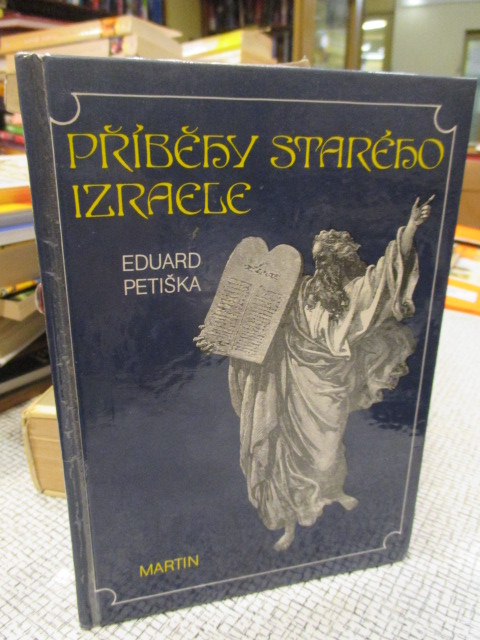 PŘÍBĚHY STARÉHO
IZRAELE
EDUARD
PETIŠKA
MARTIN